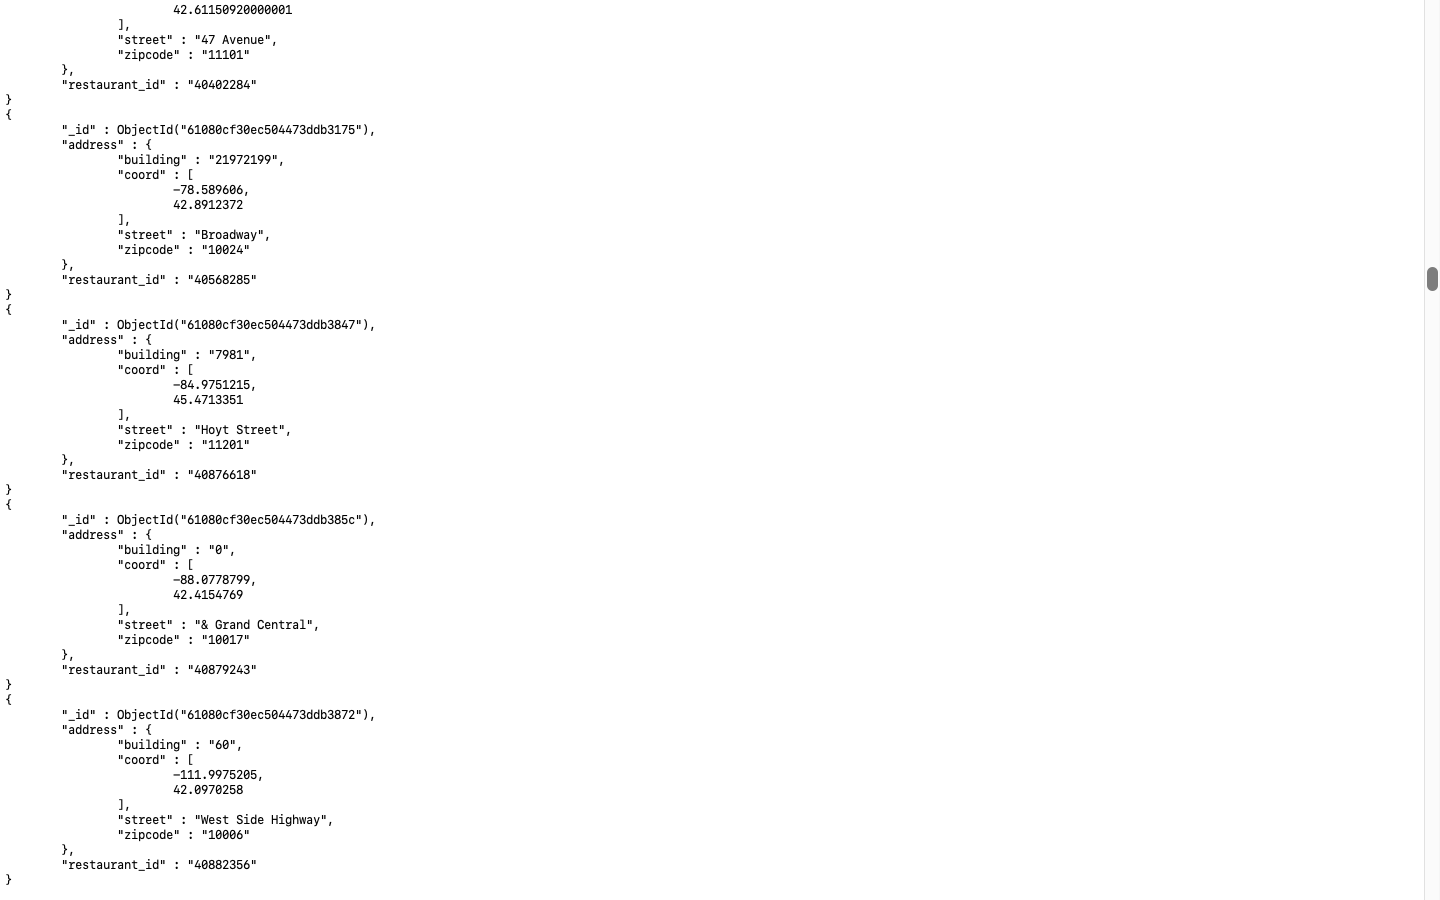 42.61150920000001
],
"street" : "47 Avenue",
"zipcode" : "11101"
},
"restaurant_id" : "40402284"
}
{
"_id" : ObjectId("61080cf30ec504473ddb3175"),
"address" : {
"building" : "21972199",
"coord" : [
-78.589606,
42.8912372
],
"street" : "Broadway",
"zipcode" : "10024"
},
"restaurant_id" : "40568285"
}
{
"_id" : ObjectId("61080cf30ec504473ddb3847"),
"address" : {
"building" : "7981",
"coord" : [
-84.9751215,
45.4713351
],
"street" : "Hoyt Street",
"zipcode" : "11201"
},
"restaurant_id" : "40876618"
}
{
"_id" : ObjectId("61080cf30ec504473ddb385c"),
"address" : {
"building" : "0",
"coord" : [
-88.0778799,
42.4154769
],
"street" : "& Grand Central",
"zipcode" : "10017"
},
"restaurant_id" : "40879243"
}
{
"_id" : ObjectId("61080cf30ec504473ddb3872"),
"address" : {
"building" : "60",
"coord" : [
-111.9975205,
42.0970258
],
"street" : "West Side Highway",
"zipcode" : "10006"
},
"restaurant_id" : "40882356"
}